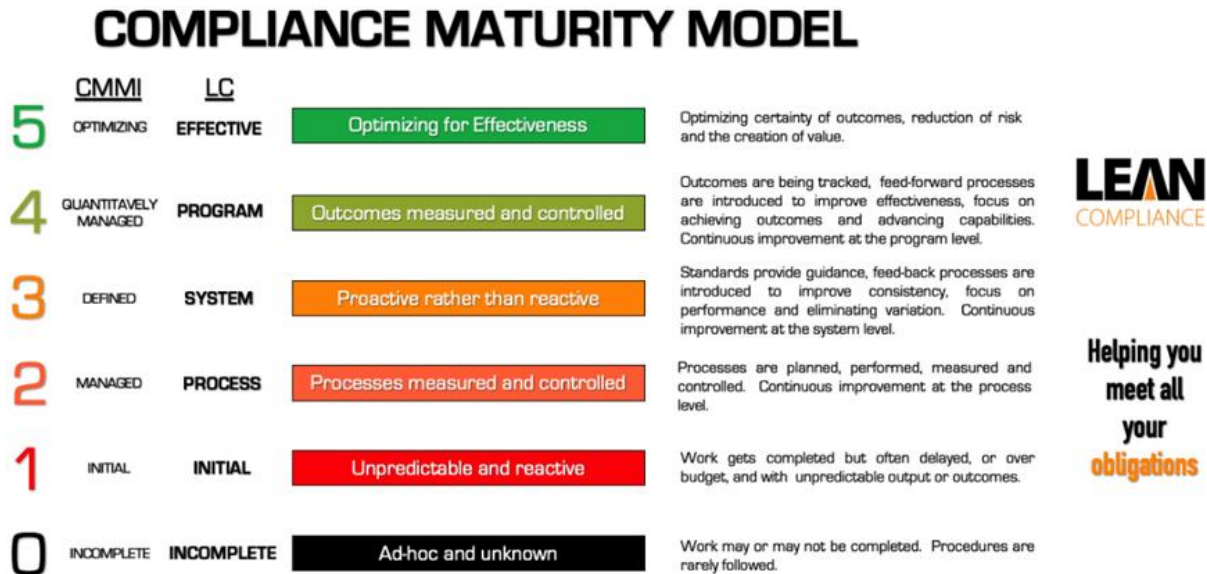 COMPLIANCE MATURITY MODEL
CMMI LC
5 OPTIMIZING EFFECTIVE Optimizing for Effectiveness
Optimizing certainty of outcomes, reduction of risk
and the creation of value.
4 QUANTITAVELY
MANAGED PROGRAM Outcomes measured and controlled
Outcomes are being tracked, feed-forward processes
are introduced to improve effectiveness, focus on
achieving outcomes and advancing capabilities.
Continuous improvement at the program level.
3 DEFINED SYSTEM Proactive rather than reactive
Standards provide guidance, feed-back processes are
introduced to improve consistency, focus on
performance and eliminating variation. Continuous
improvement at the system level.
2 MANAGED PROCESS Processes measured and controlled
Processes are planned, performed, measured and
controlled. Continuous improvement at the process
level.
1 INITIAL INITIAL Unpredictable and reactive
Work gets completed but often delayed, or over
budget, and with unpredictable output or outcomes.
0 INCOMPLETE INCOMPLETE Ad-hoc and unknown
Work may or may not be completed. Procedures are
rarely followed.
LEAN
COMPLIANCE
Helping you
meet all
your
obligations